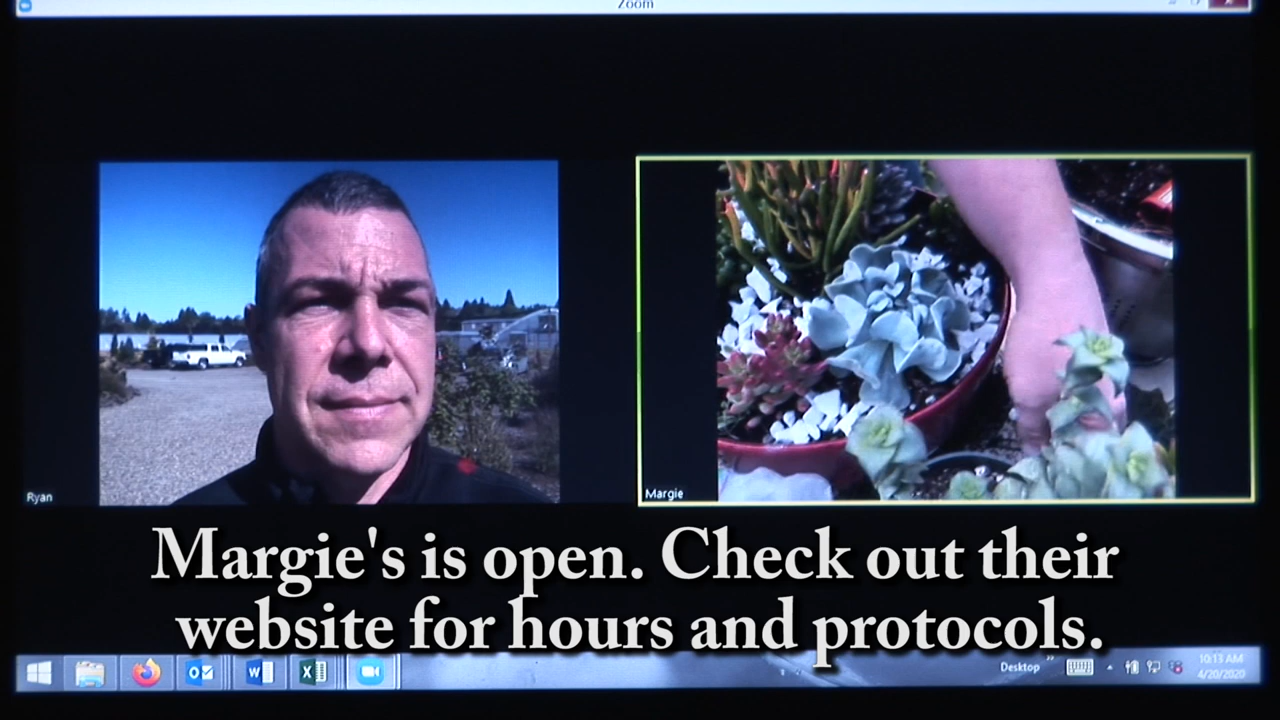 Zoom
Ryan
Margie
Margie's is open. Check out their
website for hours and protocols.
Desktop
10:13 AM
4/20/2020